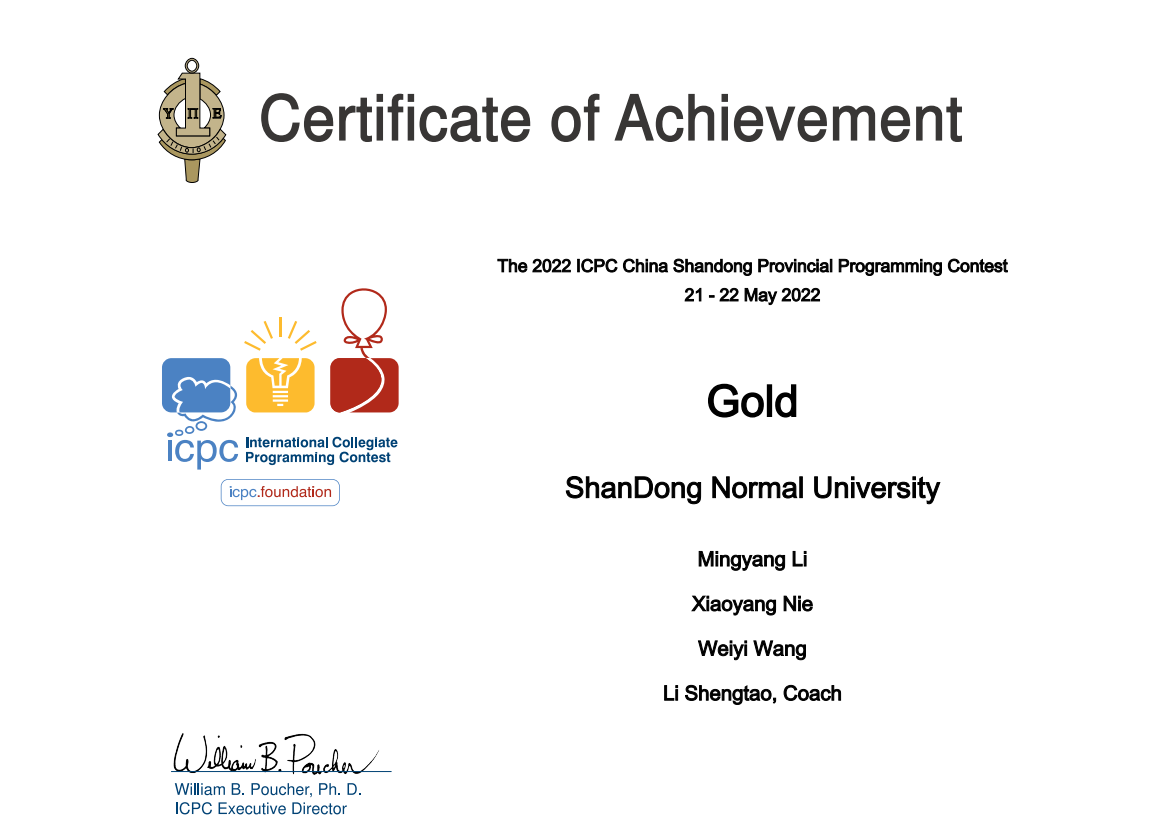 Υ Π Ε
Certificate of Achievement
The 2022 ICPC China Shandong Provincial Programming Contest
21 - 22 May 2022
Gold
ShanDong Normal University
Mingyang Li
Xiaoyang Nie
Weiyi Wang
Li Shengtao, Coach
icpc International Collegiate
Programming Contest
icpc.foundation
William B. Poucher
William B. Poucher, Ph. D.
ICPC Executive Director